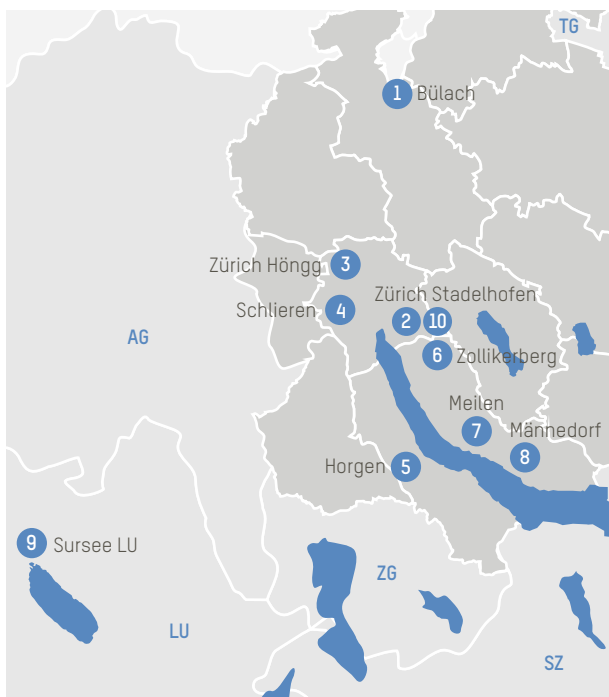 TG
1 Bülach
Zürich Höngg 3
Schlieren 4
Zürich Stadelhofen
2 10
AG
6 Zollikerberg
Meilen
7
Männedorf
8
Horgen 5
9 Sursee LU
ZG
LU
SZ